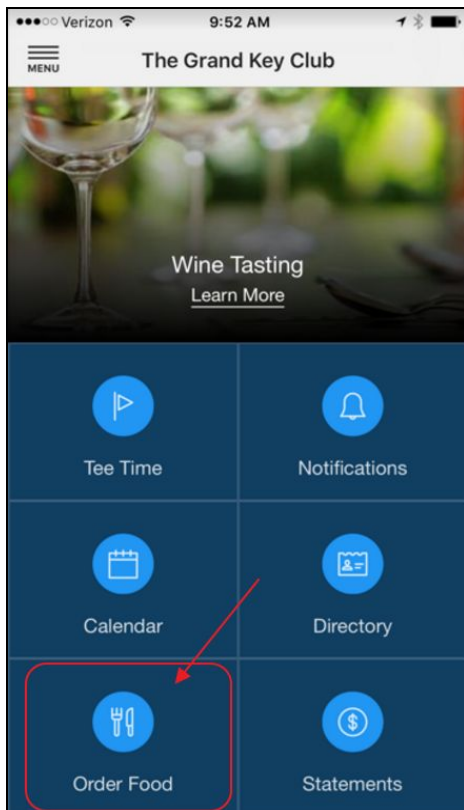 Verizon 9:52 AM
MENU The Grand Key Club
Wine Tasting
Learn More
Tee Time Notifications
Calendar Directory
Order Food Statements